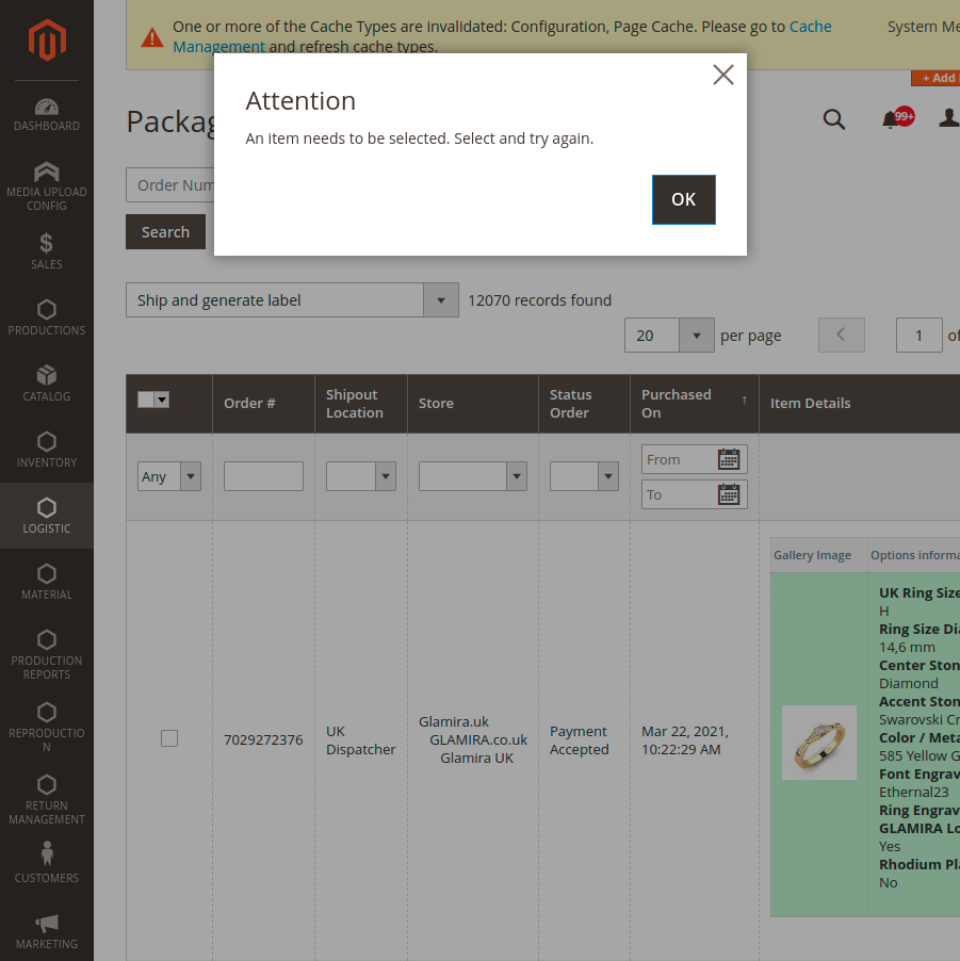 One or more of the Cache Types are invalidated: Configuration, Page Cache. Please go to Cache
Management and refresh cache types.
System Me
+ Add
Attention
An item needs to be selected. Select and try again.
OK
Packag
99+
Order Num
Search
Ship and generate label
12070 records found
20
per page
1
of
Order #
Shipout
Location
Store
Status
Order
Purchased
On
↑
Item Details
Any
From
To
Gallery Image
Options informa
7029272376
UK
Dispatcher
Glamira.uk
GLAMIRA.co.uk
Glamira UK
Payment
Accepted
Mar 22, 2021,
10:22:29 AM
UK Ring Size
H
Ring Size Dia
14,6 mm
Center Ston
Diamond
Accent Ston
Swarovski Cr
Color / Meta
585 Yellow G
Font Engrav
Ethernal23
Ring Engrav
GLAMIRA Lo
Yes
Rhodium Pla
No
DASHBOARD
MEDIA UPLOAD
CONFIG
$
SALES
PRODUCTIONS
CATALOG
INVENTORY
LOGISTIC
MATERIAL
PRODUCTION
REPORTS
REPRODUCTIO
N
RETURN
MANAGEMENT
CUSTOMERS
MARKETING